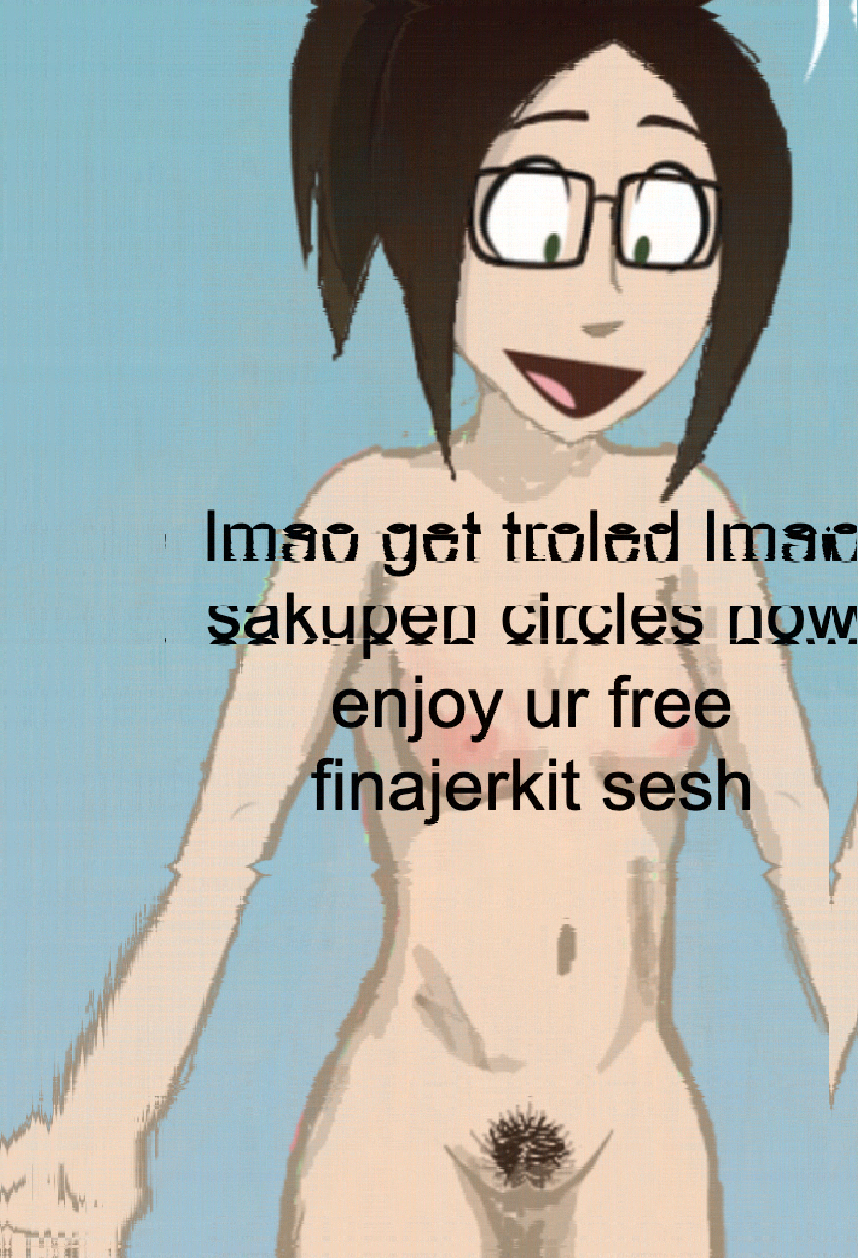 lmao get troled lmao
sakupen circles now
enjoy ur free
finajerkit sesh